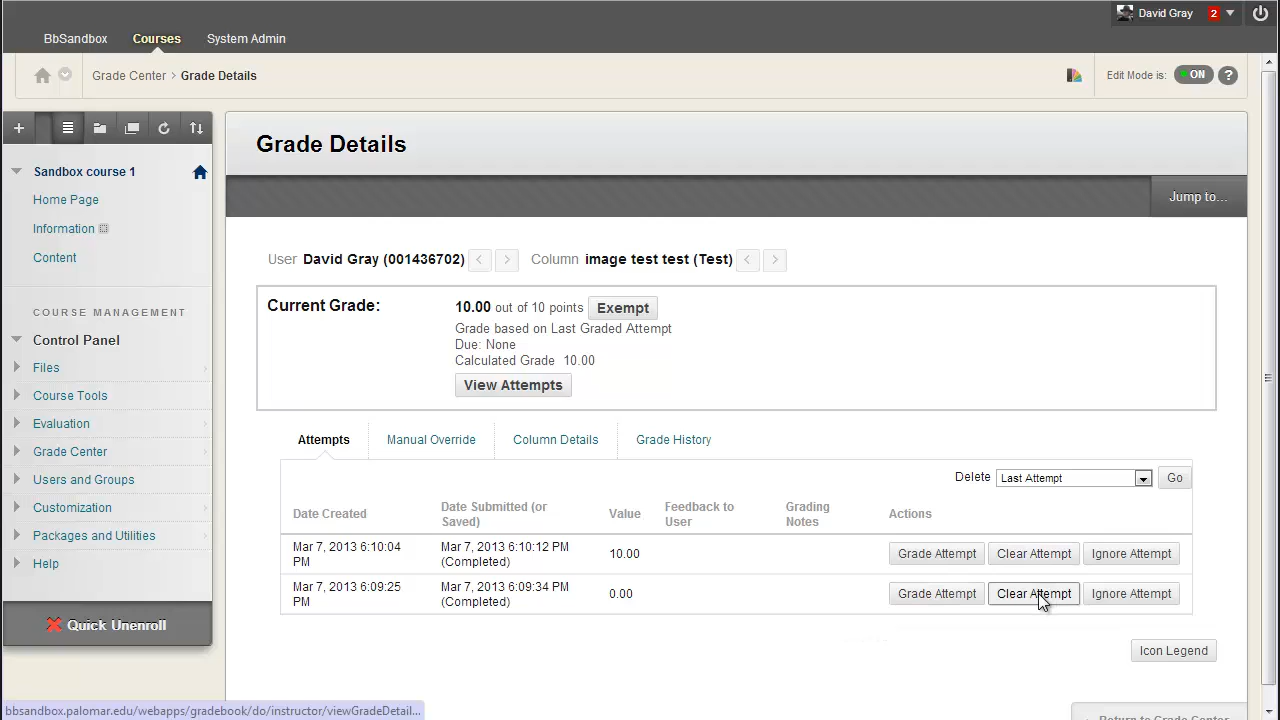 David Gray 2
BbSandbox Courses System Admin
Grade Center > Grade Details Edit Mode is: ON ?
Grade Details
Jump to...
Sandbox course 1
Home Page
Information
Content
COURSE MANAGEMENT
Control Panel
Files
Course Tools
Evaluation
Grade Center
Users and Groups
Customization
Packages and Utilities
Help
Quick Unenroll
User David Gray (001436702) < > Column image test test (Test) < >
Current Grade: 10.00 out of 10 points Exempt
Grade based on Last Graded Attempt
Due: None
Calculated Grade 10.00
View Attempts
Attempts Manual Override Column Details Grade History
Delete Last Attempt Go
Date Created Date Submitted (or Saved) Value Feedback to User Grading Notes Actions
Mar 7, 2013 6:10:04 PM Mar 7, 2013 6:10:12 PM (Completed) 10.00 Grade Attempt Clear Attempt Ignore Attempt
Mar 7, 2013 6:09:25 PM Mar 7, 2013 6:09:34 PM (Completed) 0.00 Grade Attempt Clear Attempt Ignore Attempt
Icon Legend
Return to Grade Center
bbsandbox.palomar.edu/webapps/gradebook/do/instructor/viewGradeDetail...